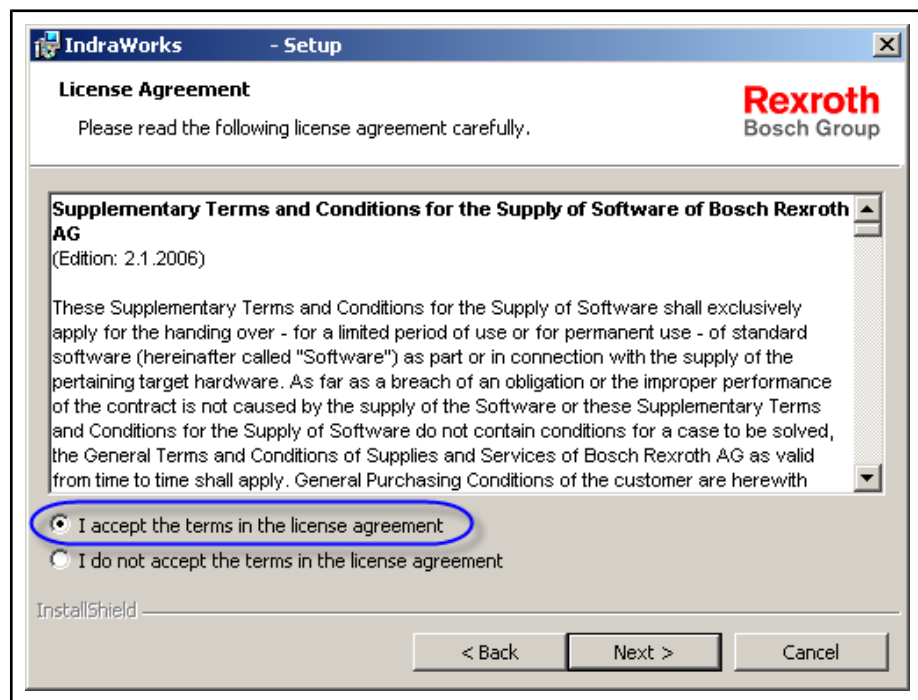 IndraWorks - Setup
License Agreement
Please read the following license agreement carefully.
Rexroth
Bosch Group
Supplementary Terms and Conditions for the Supply of Software of Bosch Rexroth
AG
(Edition: 2.1.2006)
These Supplementary Terms and Conditions for the Supply of Software shall exclusively
apply for the handing over - for a limited period of use or for permanent use - of standard
software (hereinafter called "Software") as part or in connection with the supply of the
pertaining target hardware. As far as a breach of an obligation or the improper performance
of the contract is not caused by the supply of the Software or these Supplementary Terms
and Conditions for the Supply of Software do not contain conditions for a case to be solved,
the General Terms and Conditions of Supplies and Services of Bosch Rexroth AG as valid
from time to time shall apply. General Purchasing Conditions of the customer are herewith
I accept the terms in the license agreement
I do not accept the terms in the license agreement
InstallShield
< Back Next > Cancel